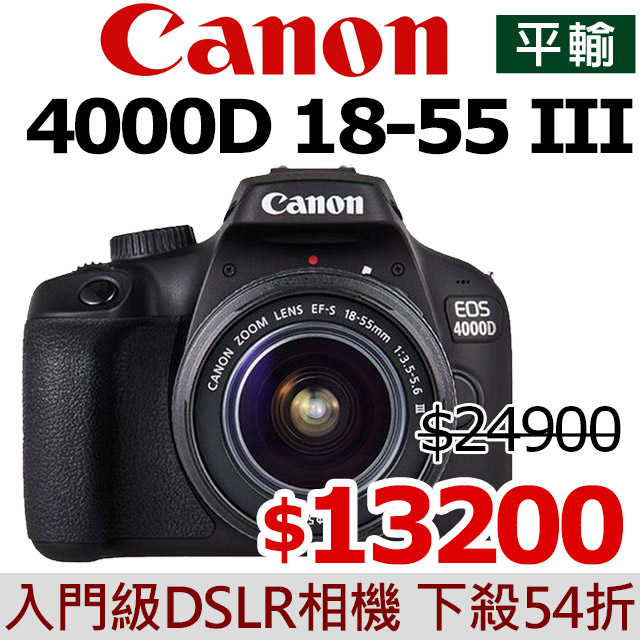 Canon 平輸
4000D 18-55 III
Canon
EOS
4000D
CANON ZOOM LENS EF-S 18-55mm 1:3.5-5.6 III
$24900
$13200
入門級DSLR相機 下殺54折